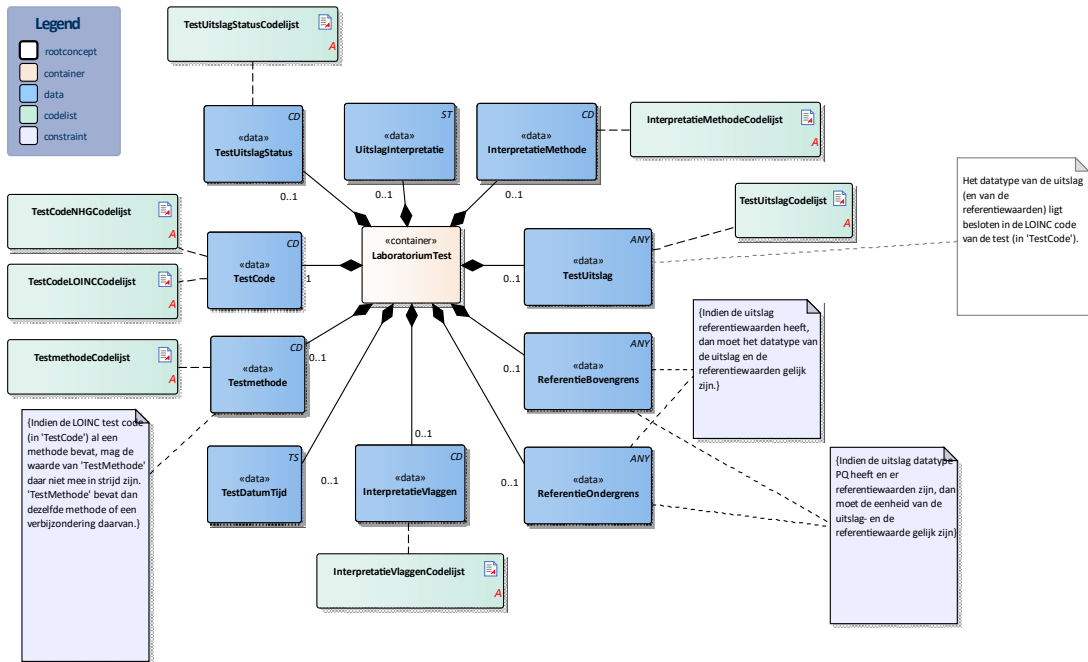 Legend
rootconcept
container
data
codelist
constraint
TestUitslagStatusCodelijst
A
CD
«data»
TestUitslagStatus
0..1
ST
«data»
UitslagInterpretatie
0..1
CD
«data»
InterpretatieMethode
0..1
InterpretatieMethodeCodelijst
A
TestCodeNHGCodelijst
A
TestCodeLOINCCodelijst
A
CD
«data»
TestCode
1
«container»
LaboratoriumTest
ANY
«data»
TestUitslag
0..1
TestUitslagCodelijst
A
Het datatype van de uitslag
(en van de
referentiewaarden) ligt
besloten in de LOINC code
van de test (in 'TestCode').
TestmethodeCodelijst
A
CD
«data»
Testmethode
0..1
{Indien de LOINC test code
(in 'TestCode') al een
methode bevat, mag de
waarde van 'TestMethode'
daar niet mee in strijd zijn.
'TestMethode' bevat dan
dezelfde methode of een
verbijzondering daarvan.}
TS
«data»
TestDatumTijd
0..1
CD
«data»
InterpretatieVlaggen
0..1
InterpretatieVlaggenCodelijst
A
ANY
«data»
ReferentieBovengrens
0..1
ANY
«data»
ReferentieOndergrens
0..1
{Indien de uitslag
referentiewaarden heeft,
dan moet het datatype van
de uitslag en de
referentiewaarden gelijk
zijn.}
{Indien de uitslag datatype
PQ heeft en er
referentiewaarden zijn, dan
moet de eenheid van de
uitslag- en de
referentiewaarde gelijk zijn}